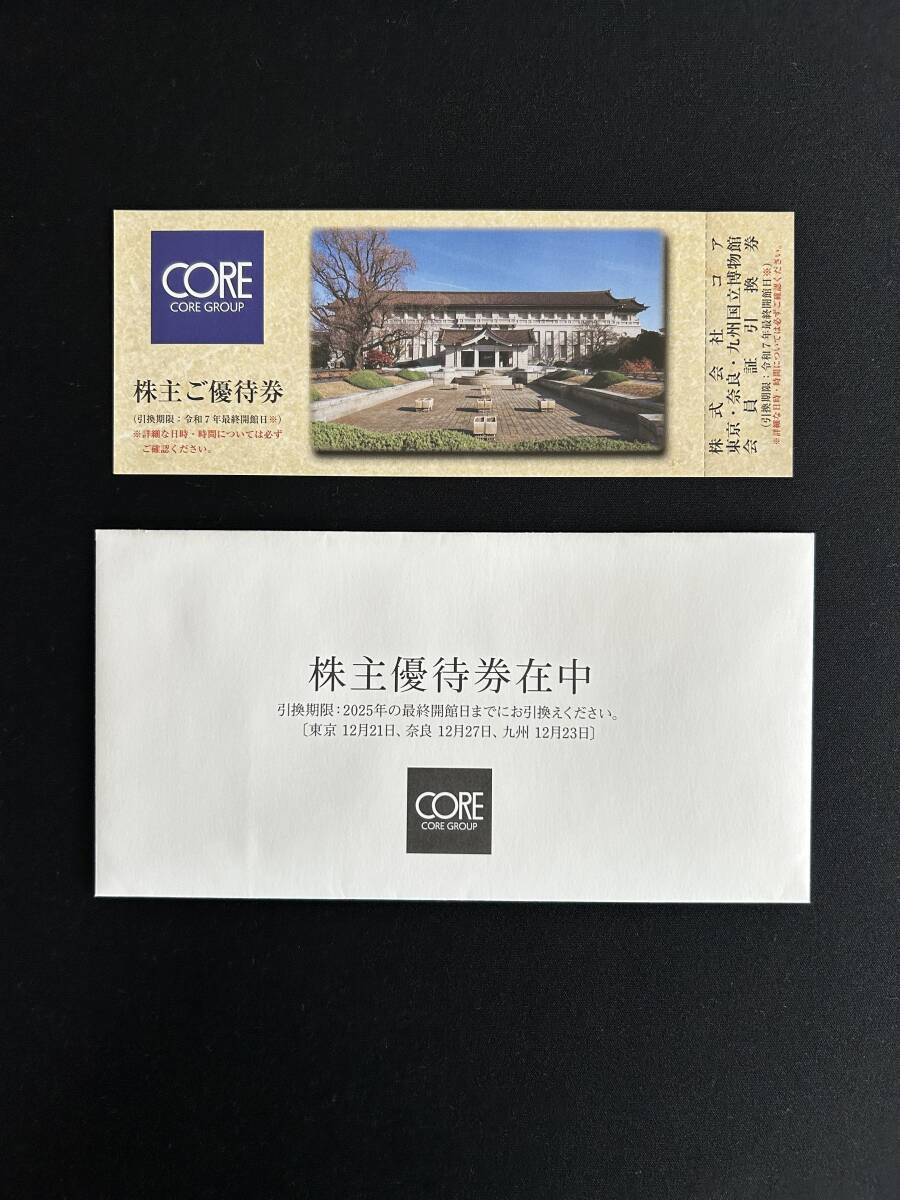 CORE
CORE GROUP
株主ご優待券
(引換期限:令和7年最終開館日※)
※詳細な日時・時間については必ず
ご確認ください。
株式会社コア
東京・奈良・九州国立博物館
会員証引換券
(引換期限:令和7年最終開館日※)
※詳細な日時・時間については必ずご確認ください。
株主優待券在中
引換期限:2025年の最終開館日までにお引換えください。
〔東京 12月21日、奈良 12月27日、九州 12月23日〕
CORE
CORE GROUP